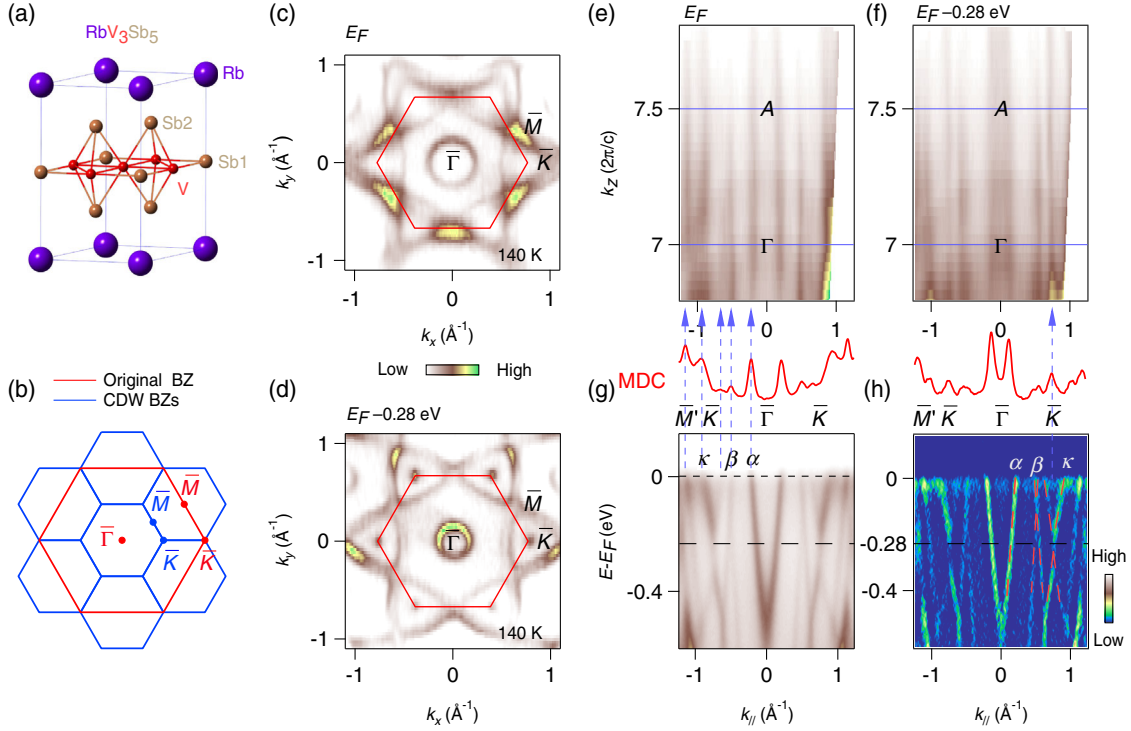 (a)
RbV3Sb5
Rb
Sb2
Sb1
V
(b)
Original BZ
CDW BZs
M̅
M̅
Γ̅
K̅
K̅
(c)
EF
ky (Å-1)
1
0
-1
M̅
Γ̅
K̅
140 K
-1 0 1
kx (Å-1)
Low High
(d)
EF −0.28 eV
ky (Å-1)
1
0
-1
M̅
Γ̅
K̅
140 K
-1 0 1
kx (Å-1)
(e)
EF
kz (2π/c)
7.5
7
A
Γ
-1 0 1
(f)
EF −0.28 eV
7.5
7
A
Γ
-1 0 1
MDC
(g)
M̅' K̅ Γ̅ K̅
κ β α
E-EF (eV)
0
-0.4
-1 0 1
k// (Å-1)
(h)
M̅' K̅ Γ̅ K̅
α β κ
0
-0.28
-0.4
-1 0 1
k// (Å-1)
High
Low